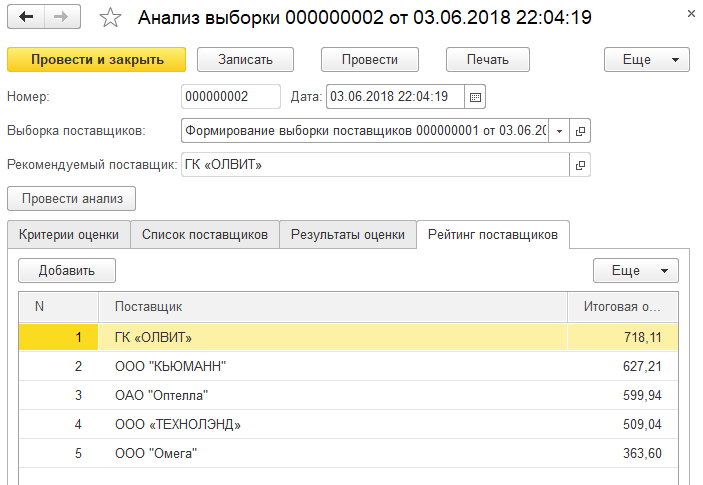 Анализ выборки 000000002 от 03.06.2018 22:04:19
Провести и закрыть Записать Провести Печать Еще
Номер: 000000002 Дата: 03.06.2018 22:04:19
Выборка поставщиков: Формирование выборки поставщиков 000000001 от 03.06.20
Рекомендуемый поставщик: ГК «ОЛВИТ»
Провести анализ
Критерии оценки Список поставщиков Результаты оценки Рейтинг поставщиков
Добавить Еще
N Поставщик Итоговая о...
1 ГК «ОЛВИТ» 718,11
2 ООО "КЬЮМАНН" 627,21
3 ОАО "Оптелла" 599,94
4 ООО «ТЕХНОЛЭНД» 509,04
5 ООО "Омега" 363,60